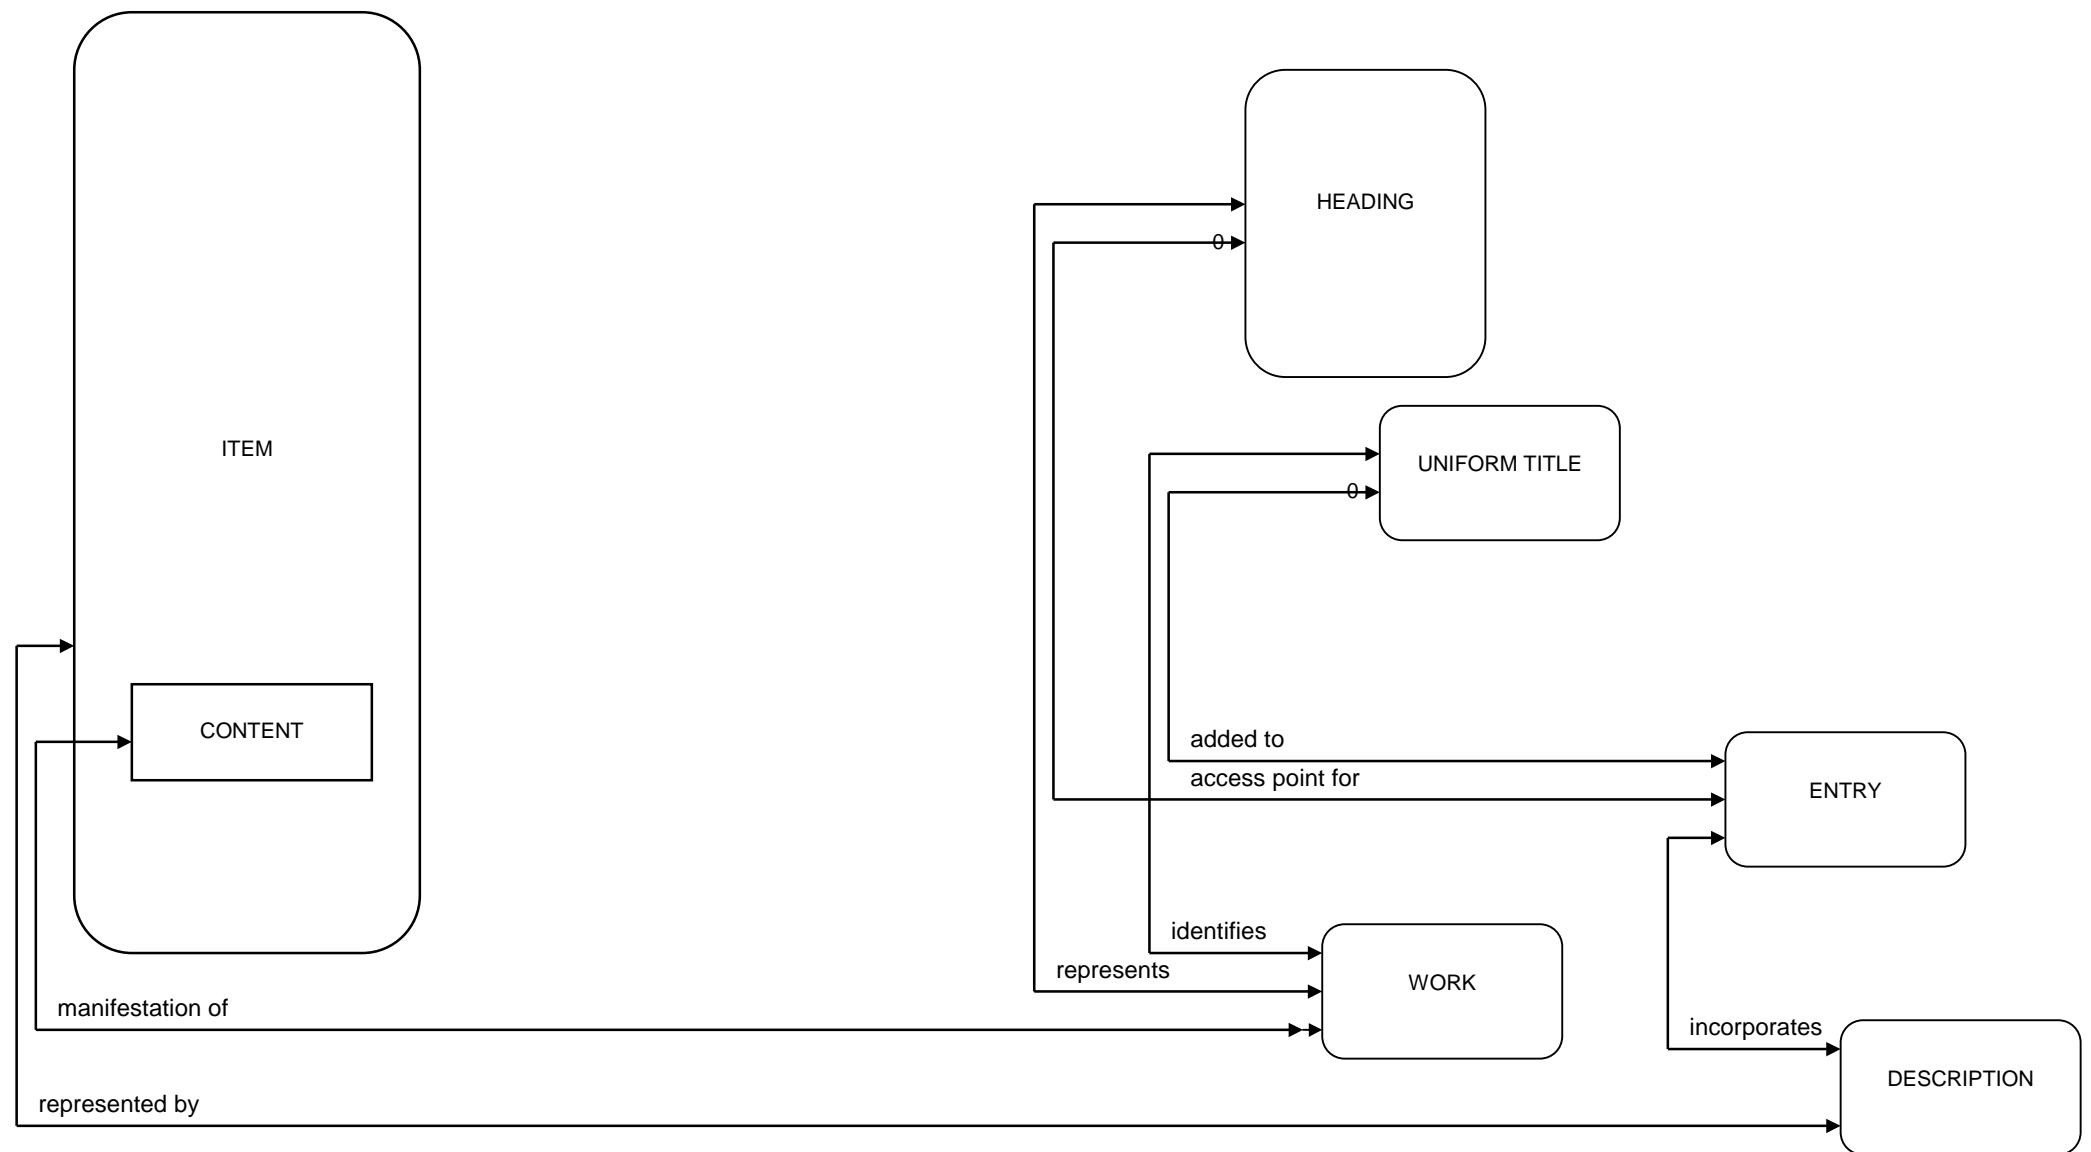 HEADING
0
ITEM
UNIFORM TITLE
0
CONTENT
added to
access point for
ENTRY
identifies
represents
WORK
manifestation of
incorporates
DESCRIPTION
represented by